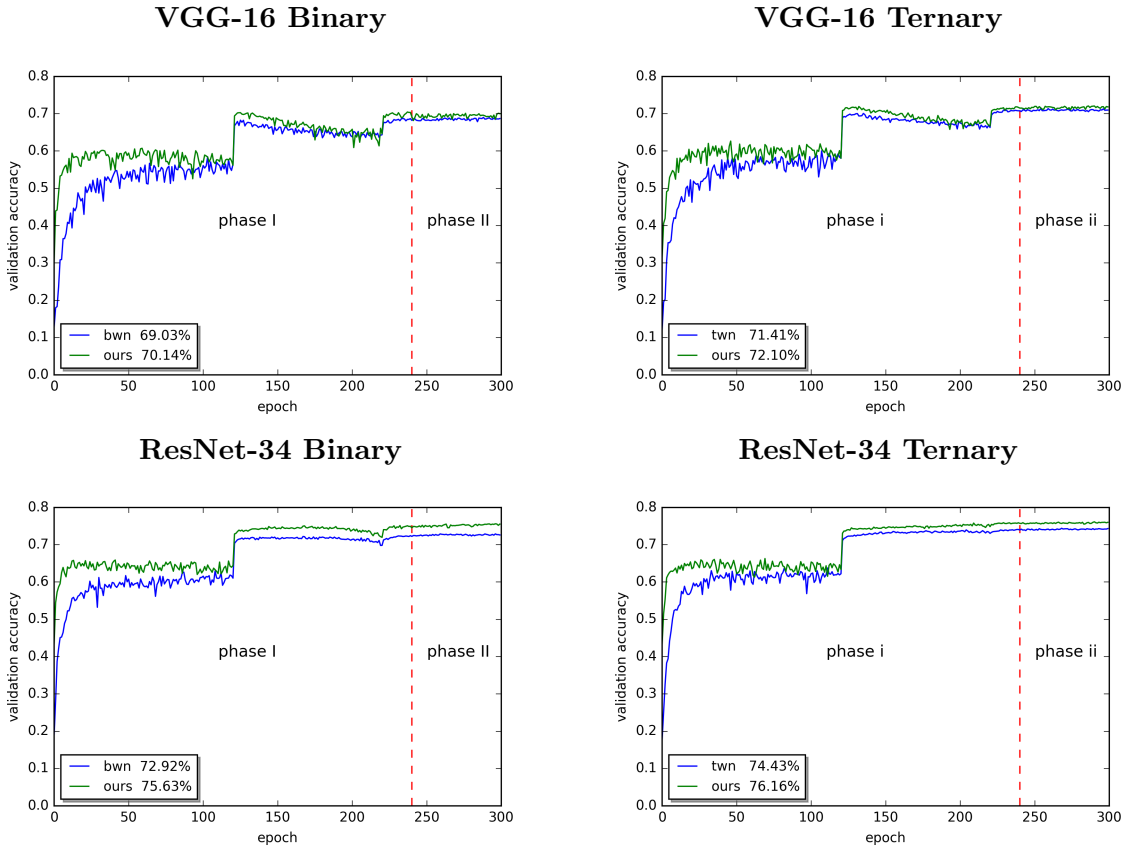 VGG-16 Binary
0.8
0.7
0.6
0.5
0.4
0.3
0.2
0.1
0.0
validation accuracy
phase I
phase II
bwn 69.03%
ours 70.14%
0 50 100 150 200 250 300
epoch
VGG-16 Ternary
0.8
0.7
0.6
0.5
0.4
0.3
0.2
0.1
0.0
validation accuracy
phase i
phase ii
twn 71.41%
ours 72.10%
0 50 100 150 200 250 300
epoch
ResNet-34 Binary
0.8
0.7
0.6
0.5
0.4
0.3
0.2
0.1
0.0
validation accuracy
phase I
phase II
bwn 72.92%
ours 75.63%
0 50 100 150 200 250 300
epoch
ResNet-34 Ternary
0.8
0.7
0.6
0.5
0.4
0.3
0.2
0.1
0.0
validation accuracy
phase i
phase ii
twn 74.43%
ours 76.16%
0 50 100 150 200 250 300
epoch